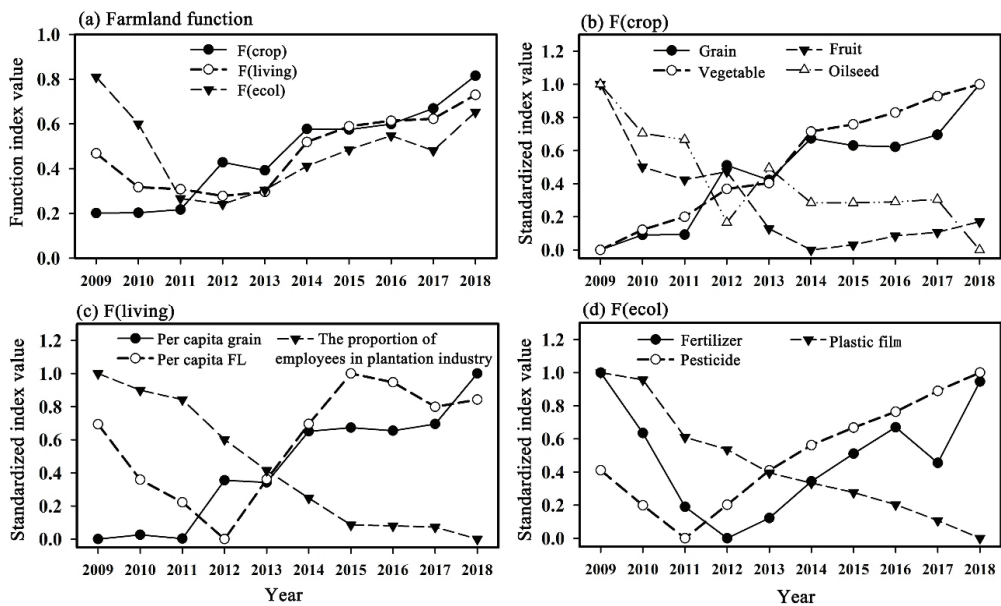 (a) Farmland function
Function index value
1.0
0.8
0.6
0.4
0.2
0.0
F(crop)
F(living)
F(ecol)
2009 2010 2011 2012 2013 2014 2015 2016 2017 2018
(b) F(crop)
Standardized index value
1.2
1.0
0.8
0.6
0.4
0.2
0.0
Grain
Vegetable
Fruit
Oilseed
2009 2010 2011 2012 2013 2014 2015 2016 2017 2018
(c) F(living)
Standardized index value
1.2
1.0
0.8
0.6
0.4
0.2
0.0
Per capita grain
Per capita FL
The proportion of
employees in plantation industry
2009 2010 2011 2012 2013 2014 2015 2016 2017 2018
Year
(d) F(ecol)
Standardized index value
1.2
1.0
0.8
0.6
0.4
0.2
0.0
Fertilizer
Pesticide
Plastic film
2009 2010 2011 2012 2013 2014 2015 2016 2017 2018
Year